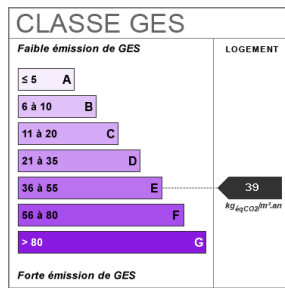 CLASSE GES
Faible émission de GES
LOGEMENT
≤ 5 A
6 à 10 B
11 à 20 C
21 à 35 D
36 à 55 E
39
kgéqCO2/m².an
56 à 80 F
> 80 G
Forte émission de GES